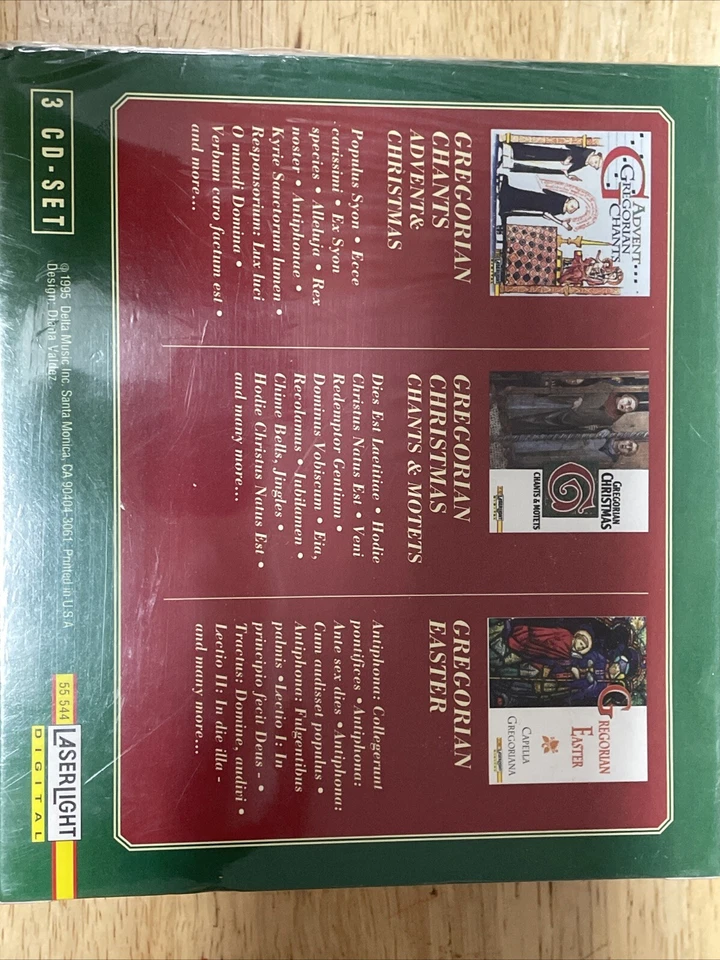 ADVENT...
GREGORIAN
CHANTS
GREGORIAN
CHANTS
ADVENT &
CHRISTMAS
Populus Syon • Ecce
carissimi • Ex Syon
species • Alleluja • Rex
noster • Antiphonae •
Kyrie Sanctorum lumen •
Responsorium: Lux luci
O mundi Domina •
Verbum caro factum est •
and more...
GREGORIAN
CHRISTMAS
CHANTS & MOTETS
GREGORIAN
CHRISTMAS
CHANTS & MOTETS
Dies Est Laetitiae • Hodie
Christus Natus Est • Veni
Redemptor Gentium •
Dominus Vobiscum • Eia,
Recolamus • Jubilomen •
Chime Bells, Jingles •
Hodie Christus Natus Est •
and many more...
GREGORIAN
EASTER
CAPELLA
GREGORIANA
GREGORIAN
EASTER
Antiphona: Collegerunt
pontifices • Antiphona:
Ante sex dies • Antiphona:
Cum audisset populus •
Antiphona: Fulgentibus
palmis • Lectio I: In
principio fecit Deus - •
Tractus: Domine, audivi •
Lectio II: In die illa -
and many more...
3 CD-SET
℗ 1995 Delta Music Inc. Santa Monica, CA 90404-3061 Printed in U.S.A.
Design: Diana Valdez
55 544
LASERLIGHT
DIGITAL